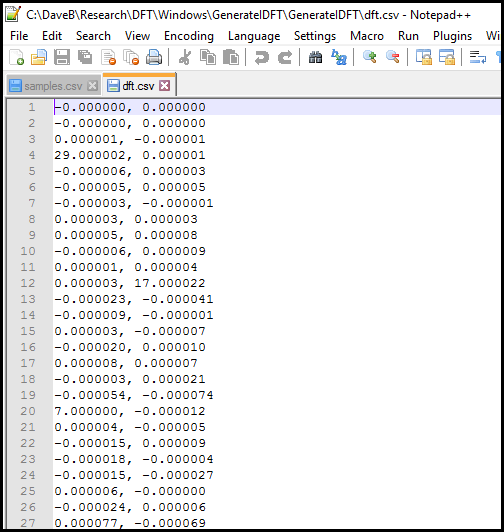 C:\DaveB\Research\DFT\Windows\GenerateIDFT\GenerateIDFT\dft.csv - Notepad++
File Edit Search View Encoding Language Settings Macro Run Plugins Wi
samples.csv dft.csv
1 -0.000000, 0.000000
2 -0.000000, 0.000000
3 0.000001, -0.000001
4 29.000002, 0.000001
5 -0.000006, 0.000003
6 -0.000005, 0.000005
7 -0.000003, -0.000001
8 0.000003, 0.000003
9 0.000005, 0.000008
10 -0.000006, 0.000009
11 0.000001, 0.000004
12 0.000003, 17.000022
13 -0.000023, -0.000041
14 -0.000009, -0.000001
15 0.000003, -0.000007
16 -0.000020, 0.000010
17 0.000008, 0.000007
18 -0.000003, 0.000021
19 -0.000054, -0.000074
20 7.000000, -0.000012
21 0.000004, -0.000005
22 -0.000015, 0.000009
23 -0.000018, -0.000004
24 -0.000015, -0.000027
25 0.000006, -0.000000
26 -0.000024, 0.000006
27 0.000077, -0.000069